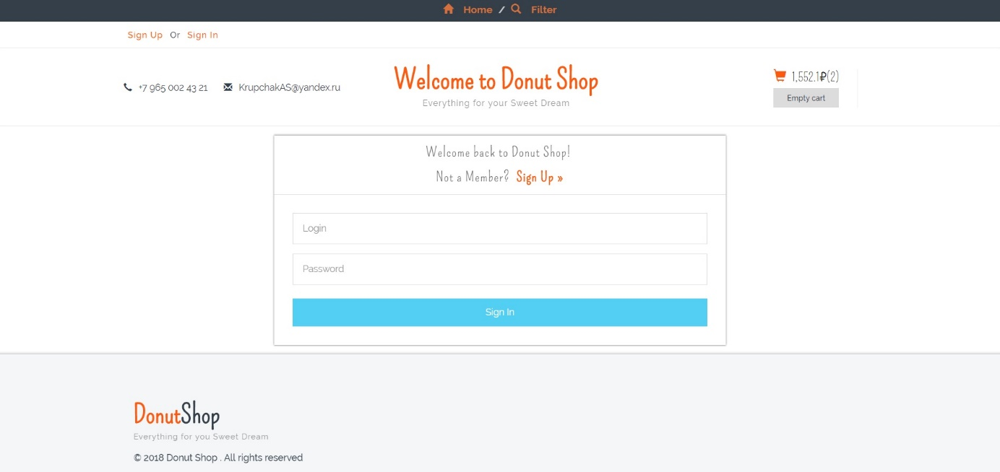 Home / Filter
Sign Up Or Sign In
+7 965 002 43 21 KrupchakAS@yandex.ru
Welcome to Donut Shop
Everything for your Sweet Dream
1,552.1₽(2)
Empty cart
Welcome back to Donut Shop!
Not a Member? Sign Up »
Login
Password
Sign In
DonutShop
Everything for you Sweet Dream
© 2018 Donut Shop . All rights reserved